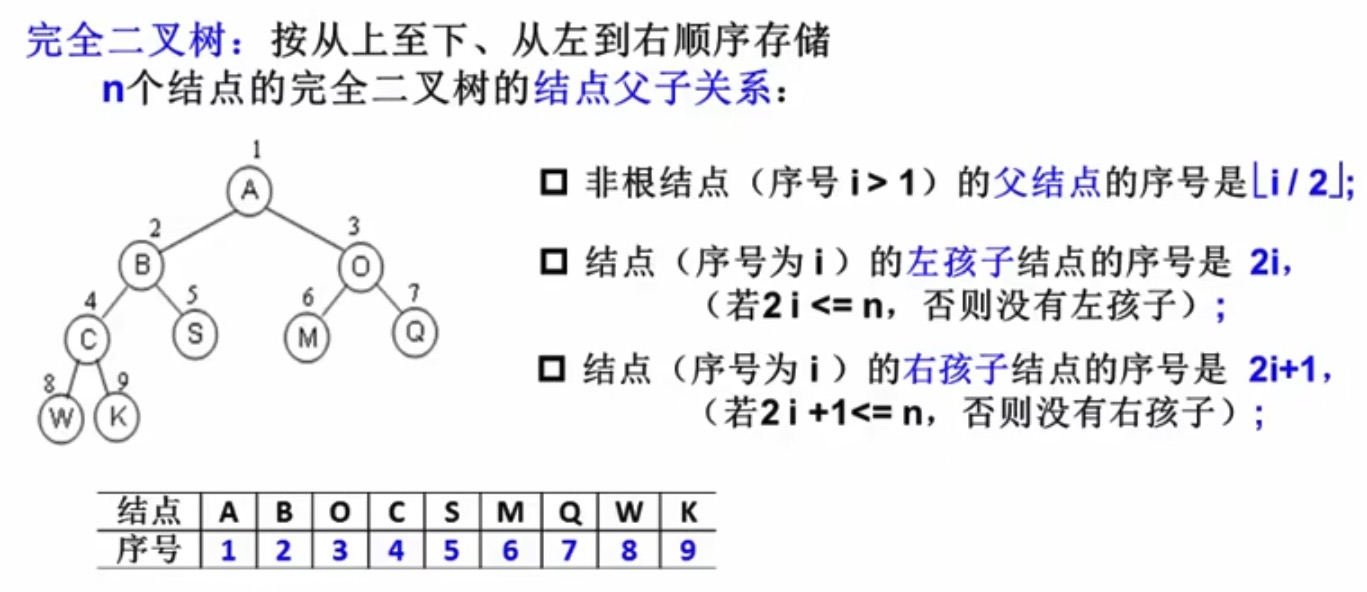 完全二叉树：按从上至下、从左到右顺序存储
n个结点的完全二叉树的结点父子关系：
1
A
2
3
B
O
4
5
6
7
C
S
M
Q
8
9
W
K
非根结点（序号 i > 1）的父结点的序号是⌊i / 2⌋;
结点（序号为 i ）的左孩子结点的序号是 2i，
（若2 i <= n，否则没有左孩子）;
结点（序号为 i ）的右孩子结点的序号是 2i+1，
（若2 i +1<= n，否则没有右孩子）;
结点 A B O C S M Q W K
序号 1 2 3 4 5 6 7 8 9